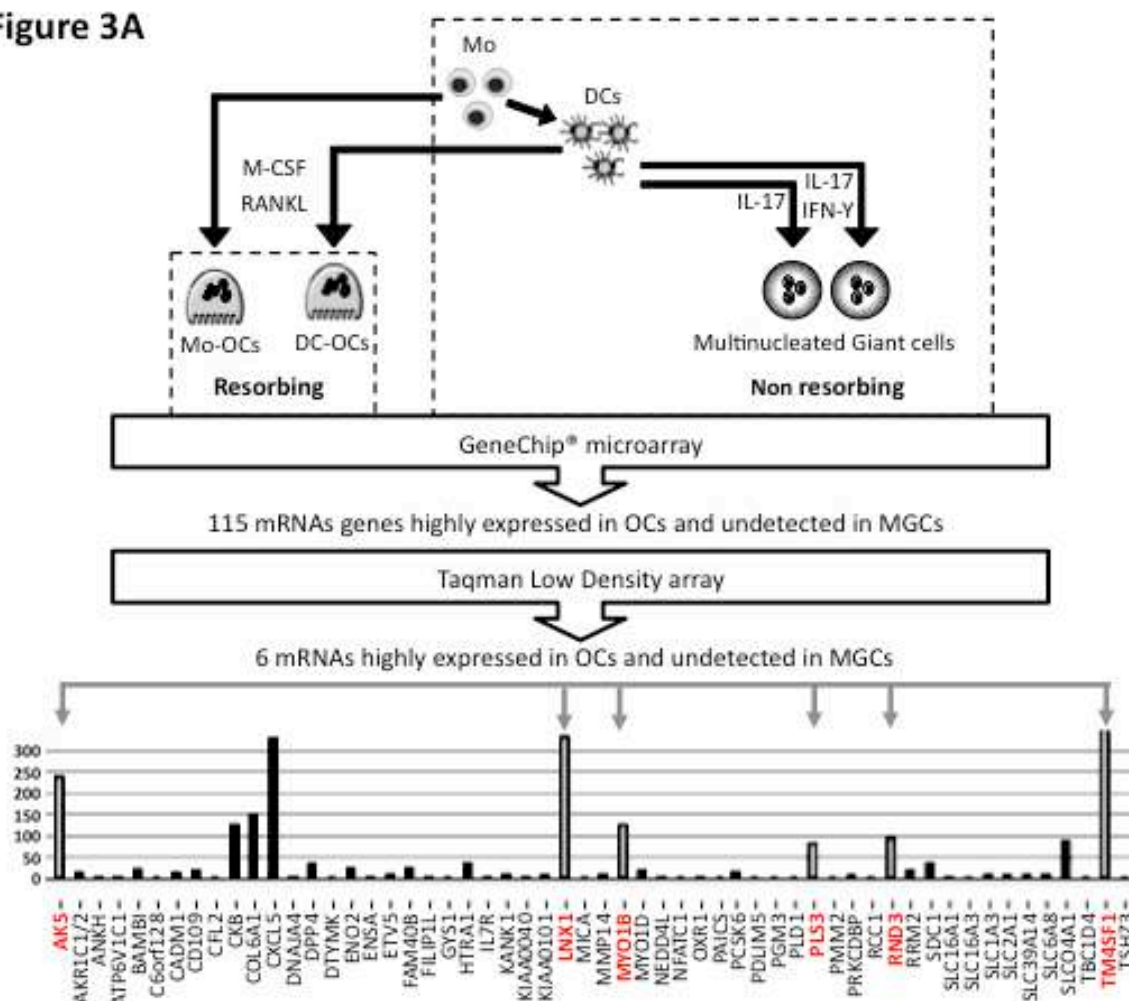 Figure 3A
Mo
DCs
M-CSF
RANKL
IL-17
IL-17
IFN-Y
Mo-OCs
DC-OCs
Multinucleated Giant cells
Resorbing
Non resorbing
GeneChip® microarray
115 mRNAs genes highly expressed in OCs and undetected in MGCs
Taqman Low Density array
6 mRNAs highly expressed in OCs and undetected in MGCs
300
250
200
150
100
50
0
AK5
AKR1C1/2
ANKH
ATP6V1C1
BAMBI
C6orf128
CADM1
CD109
CFL2
CKB
COL6A1
CXCL5
DNAJA4
DPP4
DTYMK
ENO2
ENSA
ETV5
FAM40B
FILIP1L
GYS1
HTRA1
IL7R
KANK1
KIAAO040
KIAAO101
LNX1
MICA
MMP14
MYO1B
MYO1D
NEDD4L
NFATC1
OXR1
PAICS
PCSK6
PDLIM5
PGM3
PLD1
PLS3
PMM2
PRKCDBP
RCC1
RND3
RRM2
SDC1
SLC16A1
SLC16A3
SLC1A3
SLC2A1
SLC39A14
SLC6A8
SLCO4A1
TBC1D4
TM4SF1
TSHZ3